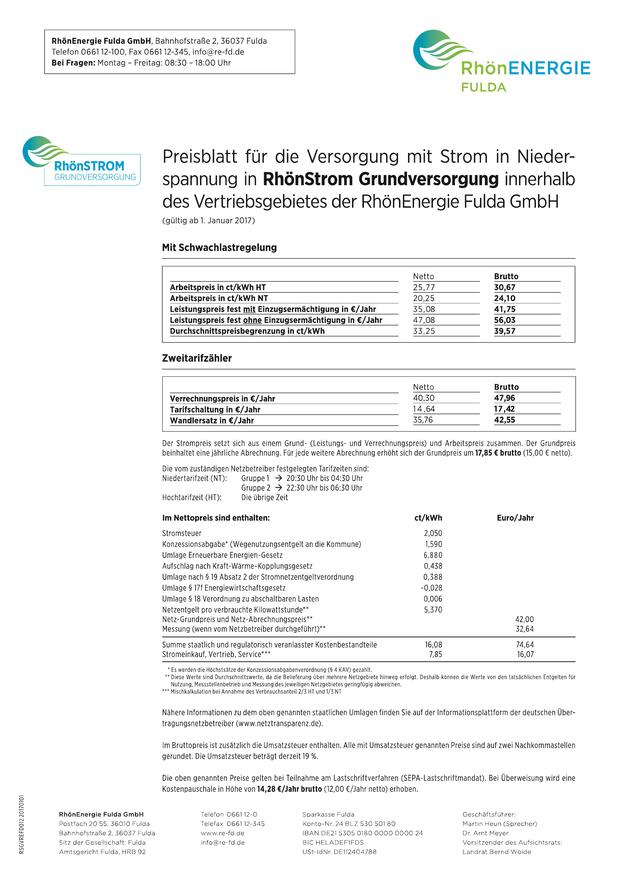 RhönEnergie Fulda GmbH, Bahnhofstraße 2, 36037 Fulda
Telefon 0661 12-100, Fax 0661 12-345, info@re-fd.de
Bei Fragen: Montag – Freitag: 08:30 – 18:00 Uhr
RhönENERGIE
FULDA
RhönSTROM
GRUNDVERSORGUNG
Preisblatt für die Versorgung mit Strom in Nieder-
spannung in RhönStrom Grundversorgung innerhalb
des Vertriebsgebietes der RhönEnergie Fulda GmbH
(gültig ab 1. Januar 2017)
Mit Schwachlastregelung
Netto Brutto
Arbeitspreis in ct/kWh HT 25,77 30,67
Arbeitspreis in ct/kWh NT 20,25 24,10
Leistungspreis fest mit Einzugsermächtigung in €/Jahr 35,08 41,75
Leistungspreis fest ohne Einzugsermächtigung in €/Jahr 47,08 56,03
Durchschnittspreisbegrenzung in ct/kWh 33,25 39,57
Zweitarifzähler
Netto Brutto
Verrechnungspreis in €/Jahr 40,30 47,96
Tarifschaltung in €/Jahr 14,64 17,42
Wandlersatz in €/Jahr 35,76 42,55
Der Strompreis setzt sich aus einem Grund- (Leistungs- und Verrechnungspreis) und Arbeitspreis zusammen. Der Grundpreis
beinhaltet eine jährliche Abrechnung. Für jede weitere Abrechnung erhöht sich der Grundpreis um 17,85 € brutto (15,00 € netto).
Die vom zuständigen Netzbetreiber festgelegten Tarifzeiten sind:
Niedertarifzeit (NT): Gruppe 1 → 20:30 Uhr bis 04:30 Uhr
Gruppe 2 → 22:30 Uhr bis 06:30 Uhr
Hochtarifzeit (HT): Die übrige Zeit
Im Nettopreis sind enthalten: ct/kWh Euro/Jahr
Stromsteuer 2,050
Konzessionsabgabe* (Wegenutzungsentgelt an die Kommune) 1,590
Umlage Erneuerbare Energien-Gesetz 6,880
Aufschlag nach Kraft-Wärme-Kopplungsgesetz 0,438
Umlage nach § 19 Absatz 2 der Stromnetzentgeltverordnung 0,388
Umlage § 17f Energiewirtschaftsgesetz -0,028
Umlage § 18 Verordnung zu abschaltbaren Lasten 0,006
Netzentgelt pro verbrauchte Kilowattstunde** 5,370
Netz-Grundpreis und Netz-Abrechnungspreis** 42,00
Messung (wenn vom Netzbetreiber durchgeführt)** 32,64
Summe staatlich und regulatorisch veranlasster Kostenbestandteile 16,08 74,64
Stromeinkauf, Vertrieb, Service*** 7,85 16,07
* Es werden die Höchstsätze der Konzessionsabgabenverordnung (§ 4 KAV) gezahlt.
** Diese Werte sind Durchschnittswerte, da die Belieferung über mehrere Netzgebiete hinweg erfolgt. Deshalb können die Werte von den tatsächlichen Entgelten für
Nutzung, Messstellenbetrieb und Messung des jeweiligen Netzgebietes geringfügig abweichen.
*** Mischkalkulation bei Annahme des Verbrauchsanteil 2/3 HT und 1/3 NT
Nähere Informationen zu dem oben genannten staatlichen Umlagen finden Sie auf der Informationsplattform der deutschen Über-
tragungsnetzbetreiber (www.netztransparenz.de).
Im Bruttopreis ist zusätzlich die Umsatzsteuer enthalten. Alle mit Umsatzsteuer genannten Preise sind auf zwei Nachkommastellen
gerundet. Die Umsatzsteuer beträgt derzeit 19 %.
Die oben genannten Preise gelten bei Teilnahme am Lastschriftverfahren (SEPA-Lastschriftmandat). Bei Überweisung wird eine
Kostenpauschale in Höhe von 14,28 €/Jahr brutto (12,00 €/Jahr netto) erhoben.
RSGVREFD012 20170101
RhönEnergie Fulda GmbH
Postfach 20 55, 36010 Fulda
Bahnhofstraße 2, 36037 Fulda
Sitz der Gesellschaft: Fulda
Amtsgericht Fulda, HRB 92
Telefon 0661 12-0
Telefax 0661 12-345
www.re-fd.de
info@re-fd.de
Sparkasse Fulda
Konto-Nr. 24 BLZ 530 501 80
IBAN DE21 5305 0180 0000 0000 24
BIC HELADEF1FDS
USt-IdNr. DE112404788
Geschäftsführer:
Martin Heun (Sprecher)
Dr. Arnt Meyer
Vorsitzender des Aufsichtsrats:
Landrat Bernd Woide